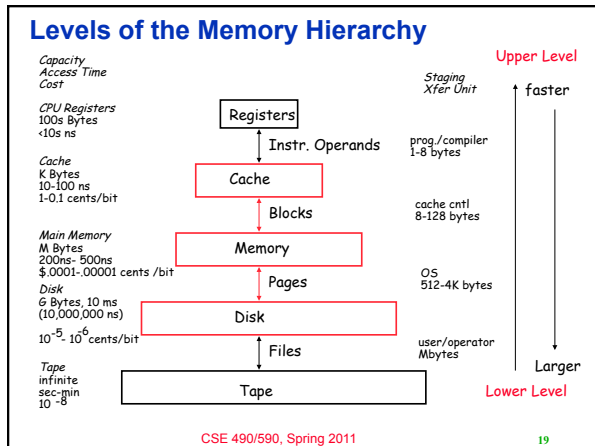 Levels of the Memory Hierarchy
Capacity
Access Time
Cost
CPU Registers
100s Bytes
<10s ns
Cache
K Bytes
10-100 ns
1-0.1 cents/bit
Main Memory
M Bytes
200ns- 500ns
$.0001-.00001 cents /bit
Disk
G Bytes, 10 ms
(10,000,000 ns)
10⁻⁵ - 10⁻⁶ cents/bit
Tape
infinite
sec-min
10 ⁻⁸
Registers
Instr. Operands
Cache
Blocks
Memory
Pages
Disk
Files
Tape
Staging
Xfer Unit
prog./compiler
1-8 bytes
cache cntl
8-128 bytes
OS
512-4K bytes
user/operator
Mbytes
Upper Level
faster
Larger
Lower Level
CSE 490/590, Spring 2011
19